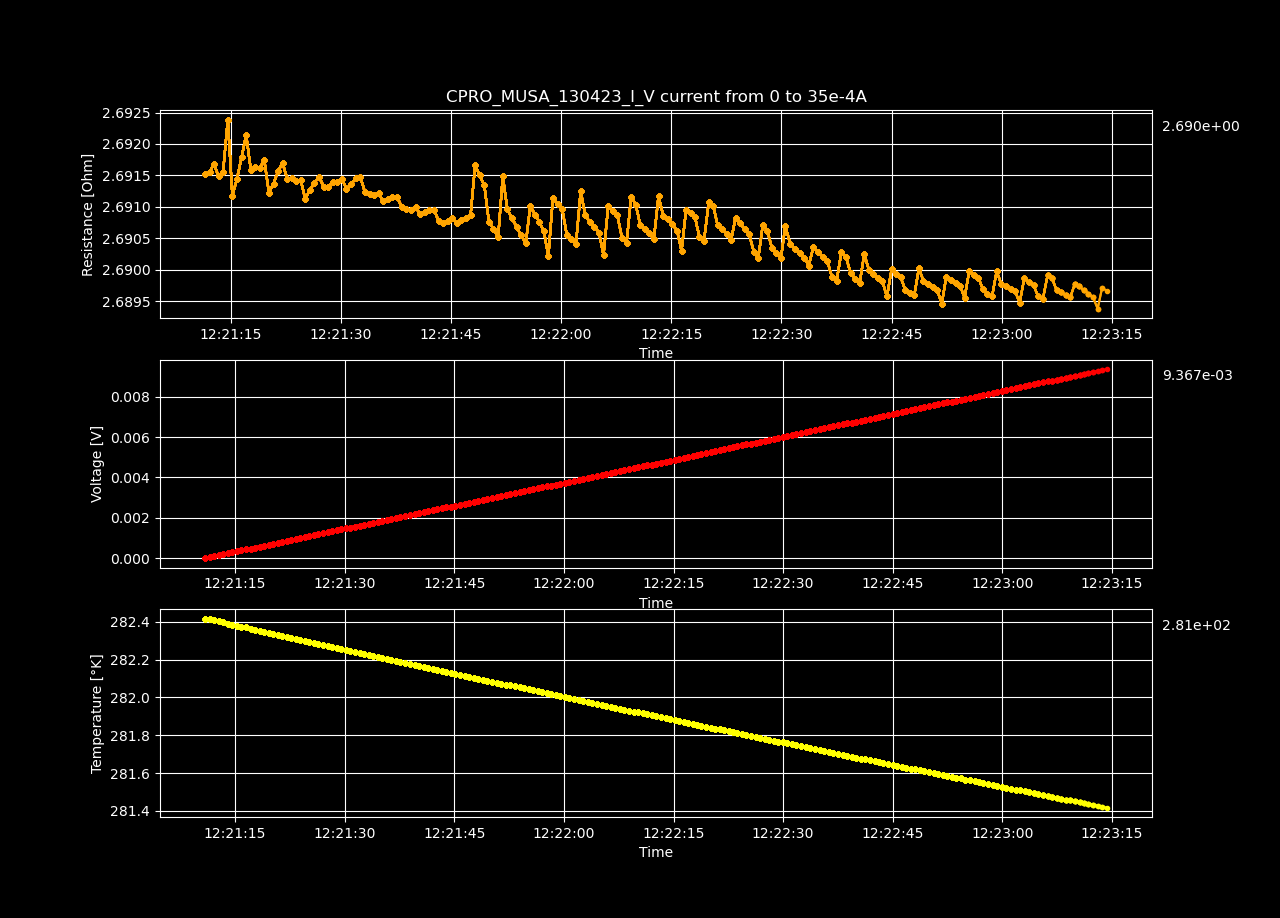 CPRO_MUSA_130423_I_V current from 0 to 35e-4A
2.690e+00
Resistance [Ohm]
2.6925
2.6920
2.6915
2.6910
2.6905
2.6900
2.6895
12:21:15 12:21:30 12:21:45 12:22:00 12:22:15 12:22:30 12:22:45 12:23:00 12:23:15
Time
9.367e-03
Voltage [V]
0.008
0.006
0.004
0.002
0.000
12:21:15 12:21:30 12:21:45 12:22:00 12:22:15 12:22:30 12:22:45 12:23:00 12:23:15
Time
2.81e+02
Temperature [°K]
282.4
282.2
282.0
281.8
281.6
281.4
12:21:15 12:21:30 12:21:45 12:22:00 12:22:15 12:22:30 12:22:45 12:23:00 12:23:15
Time